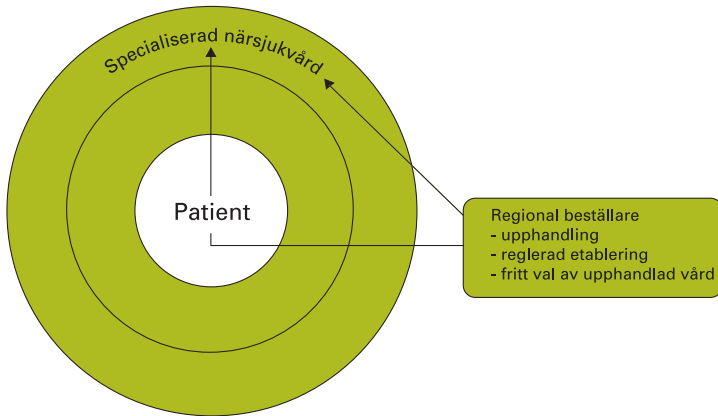 Specialiserad närsjukvård
Patient
Regional beställare
- upphandling
- reglerad etablering
- fritt val av upphandlad vård